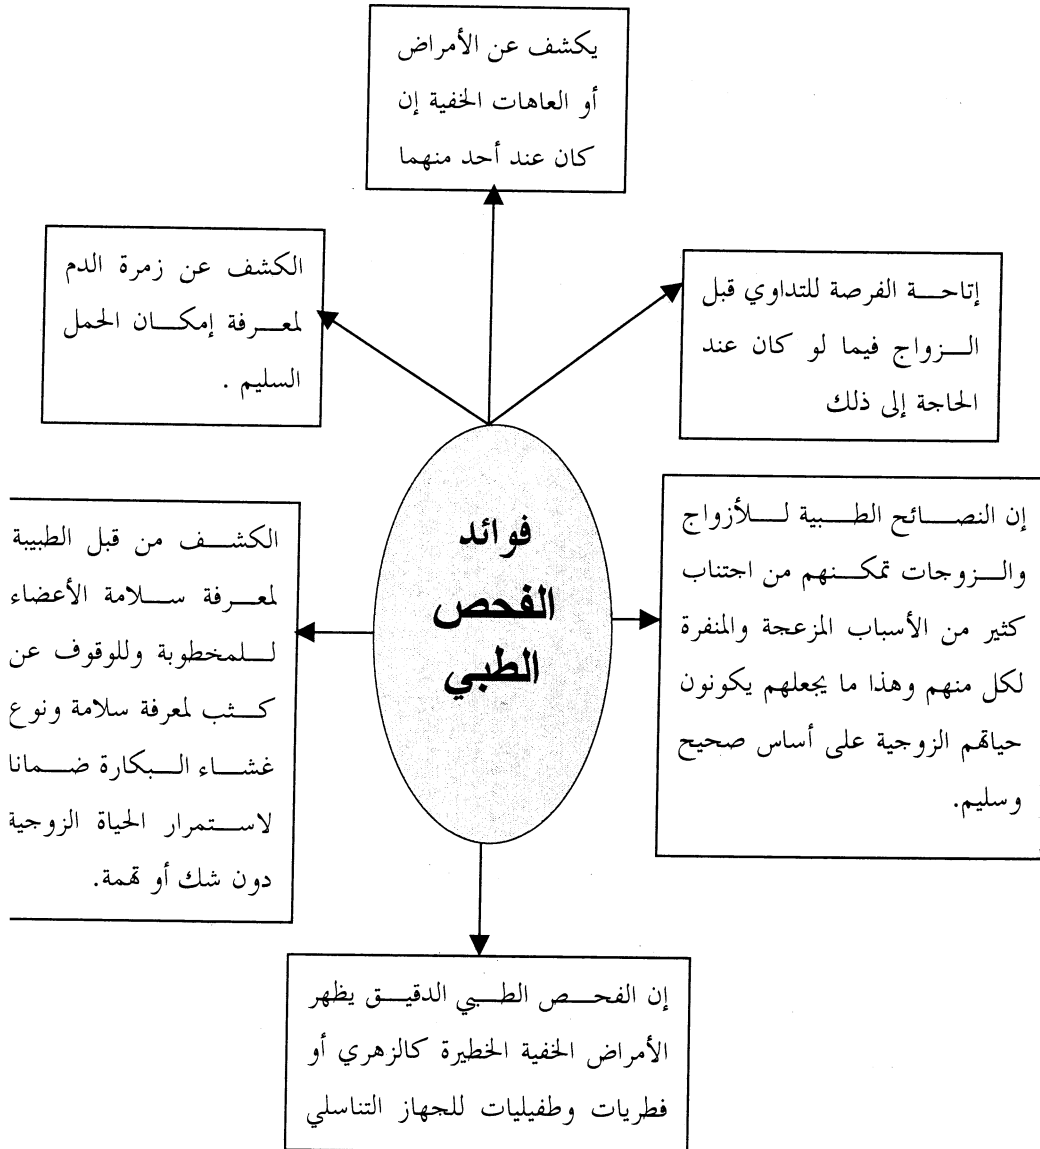 يكشف عن الأمراض
أو العاهات الخفية إن
كان عند أحد منهما
إتاحة الفرصة للتداوي قبل
الزواج فيما لو كان عند
الحاجة إلى ذلك
الكشف عن زمرة الدم
لمعرفة إمكان الحمل
السليم .
فوائد
الفحص
الطبي
إن النصائح الطبية للأزواج
والزوجات تمكنهم من اجتناب
كثير من الأسباب المزعجة والمنفرة
لكل منهم وهذا ما يجعلهم يكونون
حياتهم الزوجية على أساس صحيح
وسليم.
الكشف من قبل الطبيبة
لمعرفة سلامة الأعضاء
للمخطوبة وللوقوف عن
كثب لمعرفة سلامة ونوع
غشاء البكارة ضمانا
لاستمرار الحياة الزوجية
دون شك أو تهمة.
إن الفحص الطبي الدقيق يظهر
الأمراض الخفية الخطيرة كالزهري أو
فطريات وطفيليات للجهاز التناسلي